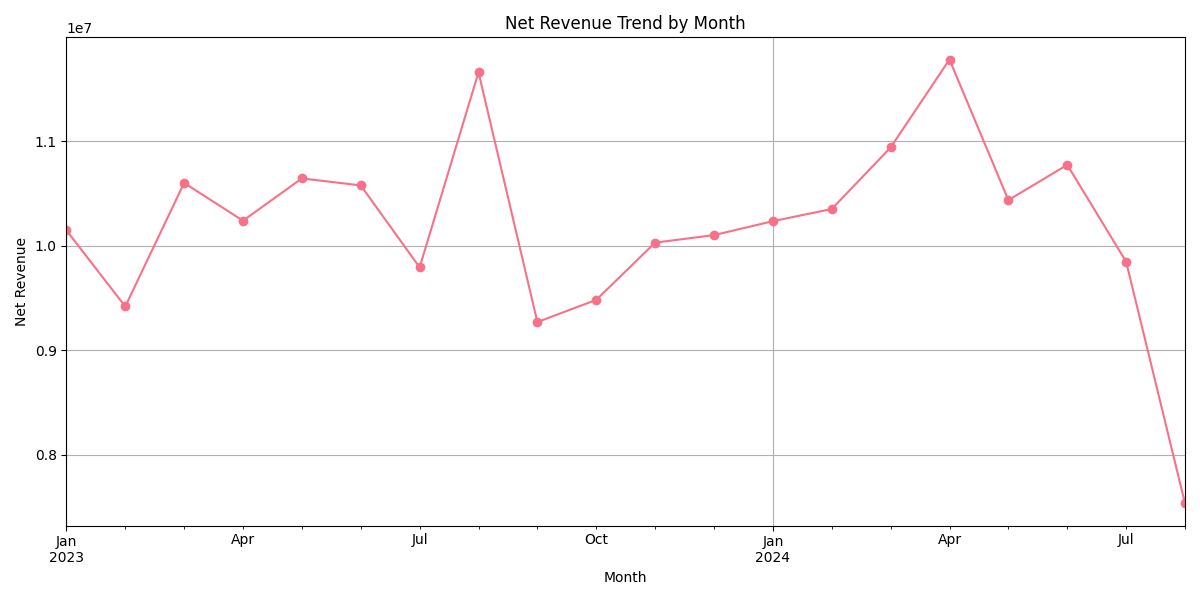 Net Revenue Trend by Month
1e7
1.1
1.0
0.9
0.8
Net Revenue
Jan Apr Jul Oct Jan Apr Jul
2023 2024
Month